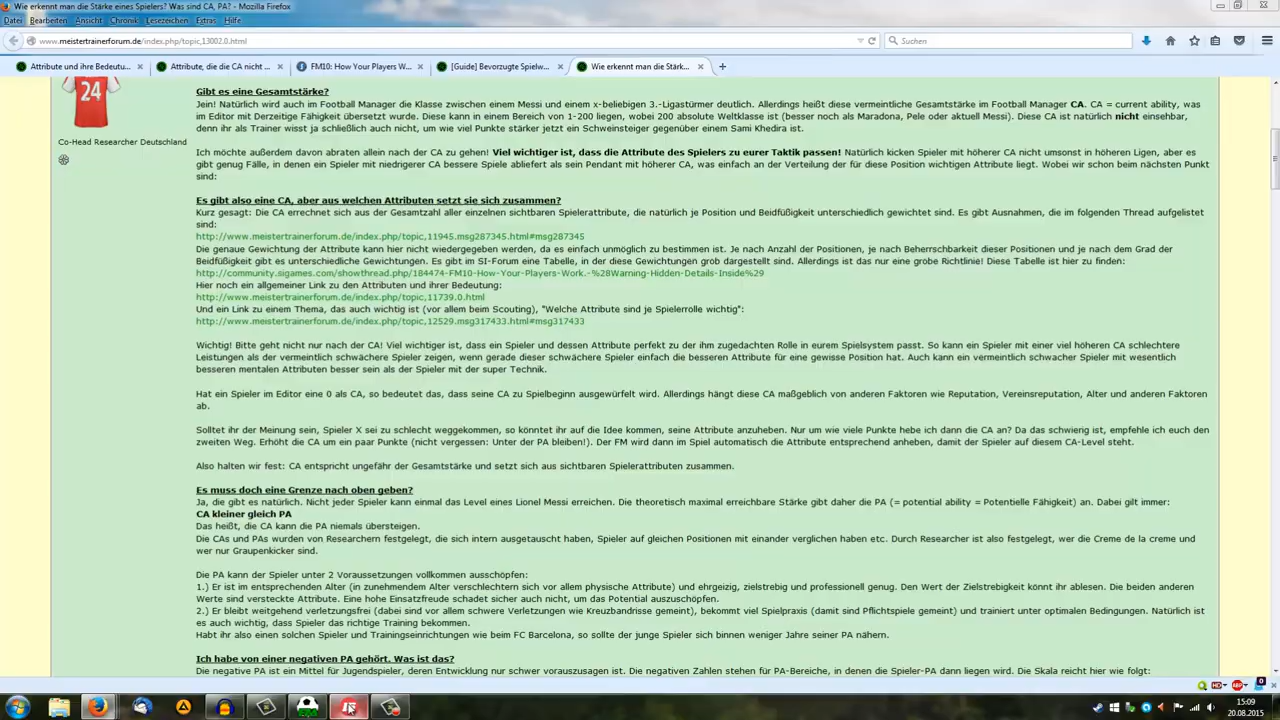 Wie erkennt man die Stärke eines Spielers? Was sind CA, PA? - Mozilla Firefox
Datei Bearbeiten Ansicht Chronik Lesezeichen Extras Hilfe
www.meistertrainerforum.de/index.php/topic,13002.0.html
Suchen
Attribute und ihre Bedeutu...
Attribute, die die CA nicht ...
FM10: How Your Players W...
[Guide] Bevorzugte Spielw...
Wie erkennt man die Stärk...
24
Co-Head Researcher Deutschland
Gibt es eine Gesamtstärke?
Jein! Natürlich wird auch im Football Manager die Klasse zwischen einem Messi und einem x-beliebigen 3.-Ligastürmer deutlich. Allerdings heißt diese vermeintliche Gesamtstärke im Football Manager CA. CA = current ability, was
im Editor mit Derzeitige Fähigkeit übersetzt wurde. Diese kann in einem Bereich von 1-200 liegen, wobei 200 absolute Weltklasse ist (besser noch als Maradona, Pele oder aktuell Messi). Diese CA ist natürlich nicht einsehbar,
denn ihr als Trainer wisst ja schließlich auch nicht, um wie viel Punkte stärker jetzt ein Schweinsteiger gegenüber einem Sami Khedira ist.
Ich möchte außerdem davon abraten allein nach der CA zu gehen! Viel wichtiger ist, dass die Attribute des Spielers zu eurer Taktik passen! Natürlich kicken Spieler mit höherer CA nicht umsonst in höheren Ligen, aber es
gibt genug Fälle, in denen ein Spieler mit niedrigerer CA bessere Spiele abliefert als sein Pendant mit höherer CA, was einfach an der Verteilung der für diese Position wichtigen Attribute liegt. Wobei wir schon beim nächsten Punkt
sind:
Es gibt also eine CA, aber aus welchen Attributen setzt sie sich zusammen?
Kurz gesagt: Die CA errechnet sich aus der Gesamtzahl aller einzelnen sichtbaren Spielerattribute, die natürlich je Position und Beidfüßigkeit unterschiedlich gewichtet sind. Es gibt Ausnahmen, die im folgenden Thread aufgelistet
sind:
http://www.meistertrainerforum.de/index.php/topic,11945.msg287345.html#msg287345
Die genaue Gewichtung der Attribute kann hier nicht wiedergegeben werden, da es einfach unmöglich zu bestimmen ist. Je nach Anzahl der Positionen, je nach Beherrschbarkeit dieser Positionen und je nach dem Grad der
Beidfüßigkeit gibt es unterschiedliche Gewichtungen. Es gibt im SI-Forum eine Tabelle, in der diese Gewichtungen grob dargestellt sind. Allerdings ist das nur eine grobe Richtlinie! Diese Tabelle ist hier zu finden:
http://community.sigames.com/showthread.php/184474-FM10-How-Your-Players-Work.-%28Warning-Hidden-Details-Inside%29
Hier noch ein allgemeiner Link zu den Attributen und ihrer Bedeutung:
http://www.meistertrainerforum.de/index.php/topic,11739.0.html
Und ein Link zu einem Thema, das auch wichtig ist (vor allem beim Scouting), "Welche Attribute sind je Spielerrolle wichtig":
http://www.meistertrainerforum.de/index.php/topic,12529.msg317433.html#msg317433
Wichtig! Bitte geht nicht nur nach der CA! Viel wichtiger ist, dass ein Spieler und dessen Attribute perfekt zu der ihm zugedachten Rolle in eurem Spielsystem passt. So kann ein Spieler mit einer viel höheren CA schlechtere
Leistungen als der vermeintlich schwächere Spieler zeigen, wenn gerade dieser schwächere Spieler einfach die besseren Attribute für eine gewisse Position hat. Auch kann ein vermeintlich schwacher Spieler mit wesentlich
besseren mentalen Attributen besser sein als der Spieler mit der super Technik.
Hat ein Spieler im Editor eine 0 als CA, so bedeutet das, dass seine CA zu Spielbeginn ausgewürfelt wird. Allerdings hängt diese CA maßgeblich von anderen Faktoren wie Reputation, Vereinsreputation, Alter und anderen Faktoren
ab.
Solltet ihr der Meinung sein, Spieler X sei zu schlecht weggekommen, so könntet ihr auf die Idee kommen, seine Attribute anzuheben. Nur um wie viele Punkte hebe ich dann die CA an? Da das schwierig ist, empfehle ich euch den
zweiten Weg. Erhöht die CA um ein paar Punkte (nicht vergessen: Unter der PA bleiben!). Der FM wird dann im Spiel automatisch die Attribute entsprechend anheben, damit der Spieler auf diesem CA-Level steht.
Also halten wir fest: CA entspricht ungefähr der Gesamtstärke und setzt sich aus sichtbaren Spielerattributen zusammen.
Es muss doch eine Grenze nach oben geben?
Ja, die gibt es natürlich. Nicht jeder Spieler kann einmal das Level eines Lionel Messi erreichen. Die theoretisch maximal erreichbare Stärke gibt daher die PA (= potential ability = Potentielle Fähigkeit) an. Dabei gilt immer:
CA kleiner gleich PA
Das heißt, die CA kann die PA niemals übersteigen.
Die CAs und PAs wurden von Researchern festgelegt, die sich intern ausgetauscht haben, Spieler auf gleichen Positionen mit einander verglichen haben etc. Durch Researcher ist also festgelegt, wer die Creme de la creme und
wer nur Graupenkicker sind.
Die PA kann der Spieler unter 2 Voraussetzungen vollkommen ausschöpfen:
1.) Er ist im entsprechenden Alter (in zunehmendem Alter verschlechtern sich vor allem physische Attribute) und ehrgeizig, zielstrebig und professionell genug. Den Wert der Zielstrebigkeit könnt ihr ablesen. Die beiden anderen
Werte sind versteckte Attribute. Eine hohe Einsatzfreude schadet sicher auch nicht, um das Potential auszuschöpfen.
2.) Er bleibt weitgehend verletzungsfrei (dabei sind vor allem schwere Verletzungen wie Kreuzbandrisse gemeint), bekommt viel Spielpraxis (damit sind Pflichtspiele gemeint) und trainiert unter optimalen Bedingungen. Natürlich ist
es auch wichtig, dass Spieler das richtige Training bekommen.
Habt ihr also einen solchen Spieler und Trainingseinrichtungen wie beim FC Barcelona, so sollte der junge Spieler sich binnen weniger Jahre seiner PA nähern.
Ich habe von einer negativen PA gehört. Was ist das?
Die negative PA ist ein Mittel für Jugendspieler, deren Entwicklung nur schwer vorauszusagen ist. Die negativen Zahlen stehen für PA-Bereiche, in denen die Spieler-PA dann liegen wird. Die Skala reicht hier wie folgt:
15:09
20.08.2015